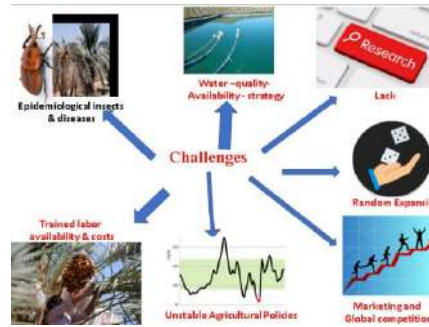 Research
Water –quality-
Availability - strategy
Lack
Epidemiological insects
& diseases
Challenges
Random Expansi
Trained labor
availability & costs
Unstable Agricultural Policies
Marketing and
Global competition